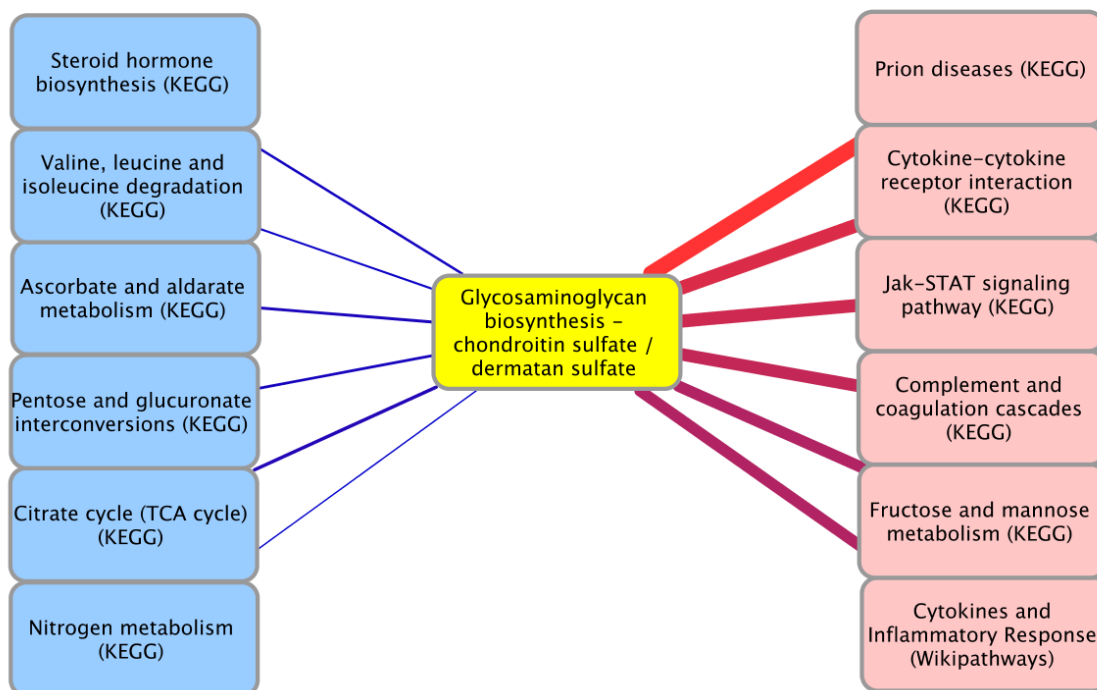 Steroid hormone
biosynthesis (KEGG)
Valine, leucine and
isoleucine degradation
(KEGG)
Ascorbate and aldarate
metabolism (KEGG)
Pentose and glucuronate
interconversions (KEGG)
Citrate cycle (TCA cycle)
(KEGG)
Nitrogen metabolism
(KEGG)
Glycosaminoglycan
biosynthesis –
chondroitin sulfate /
dermatan sulfate
Prion diseases (KEGG)
Cytokine–cytokine
receptor interaction
(KEGG)
Jak–STAT signaling
pathway (KEGG)
Complement and
coagulation cascades
(KEGG)
Fructose and mannose
metabolism (KEGG)
Cytokines and
Inflammatory Response
(Wikipathways)